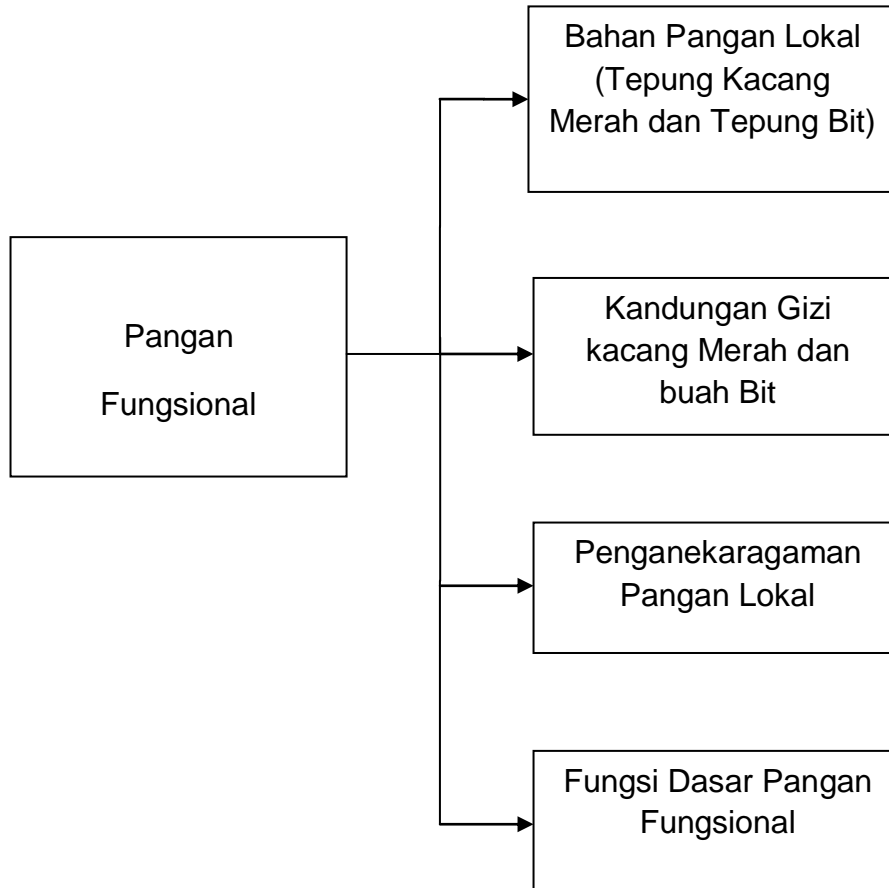 Bahan Pangan Lokal
(Tepung Kacang
Merah dan Tepung Bit)
Pangan
Fungsional
Kandungan Gizi
kacang Merah dan
buah Bit
Penganekaragaman
Pangan Lokal
Fungsi Dasar Pangan
Fungsional